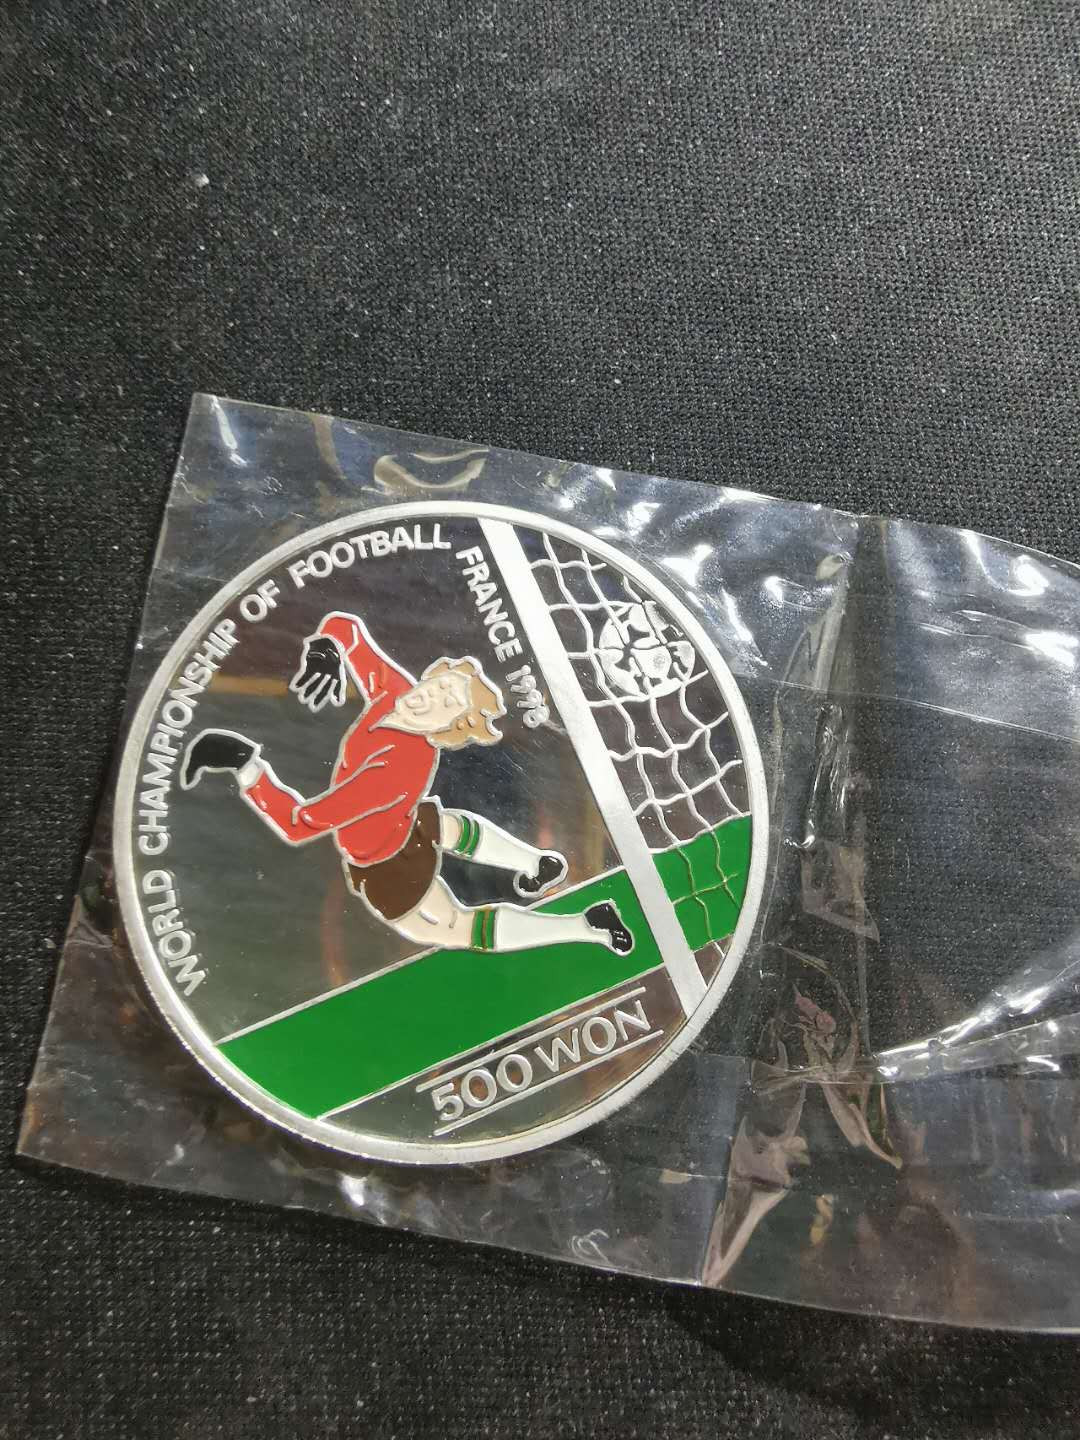 WORLD CHAMPIONSHIP OF FOOTBALL FRANCE 1998
500 WON